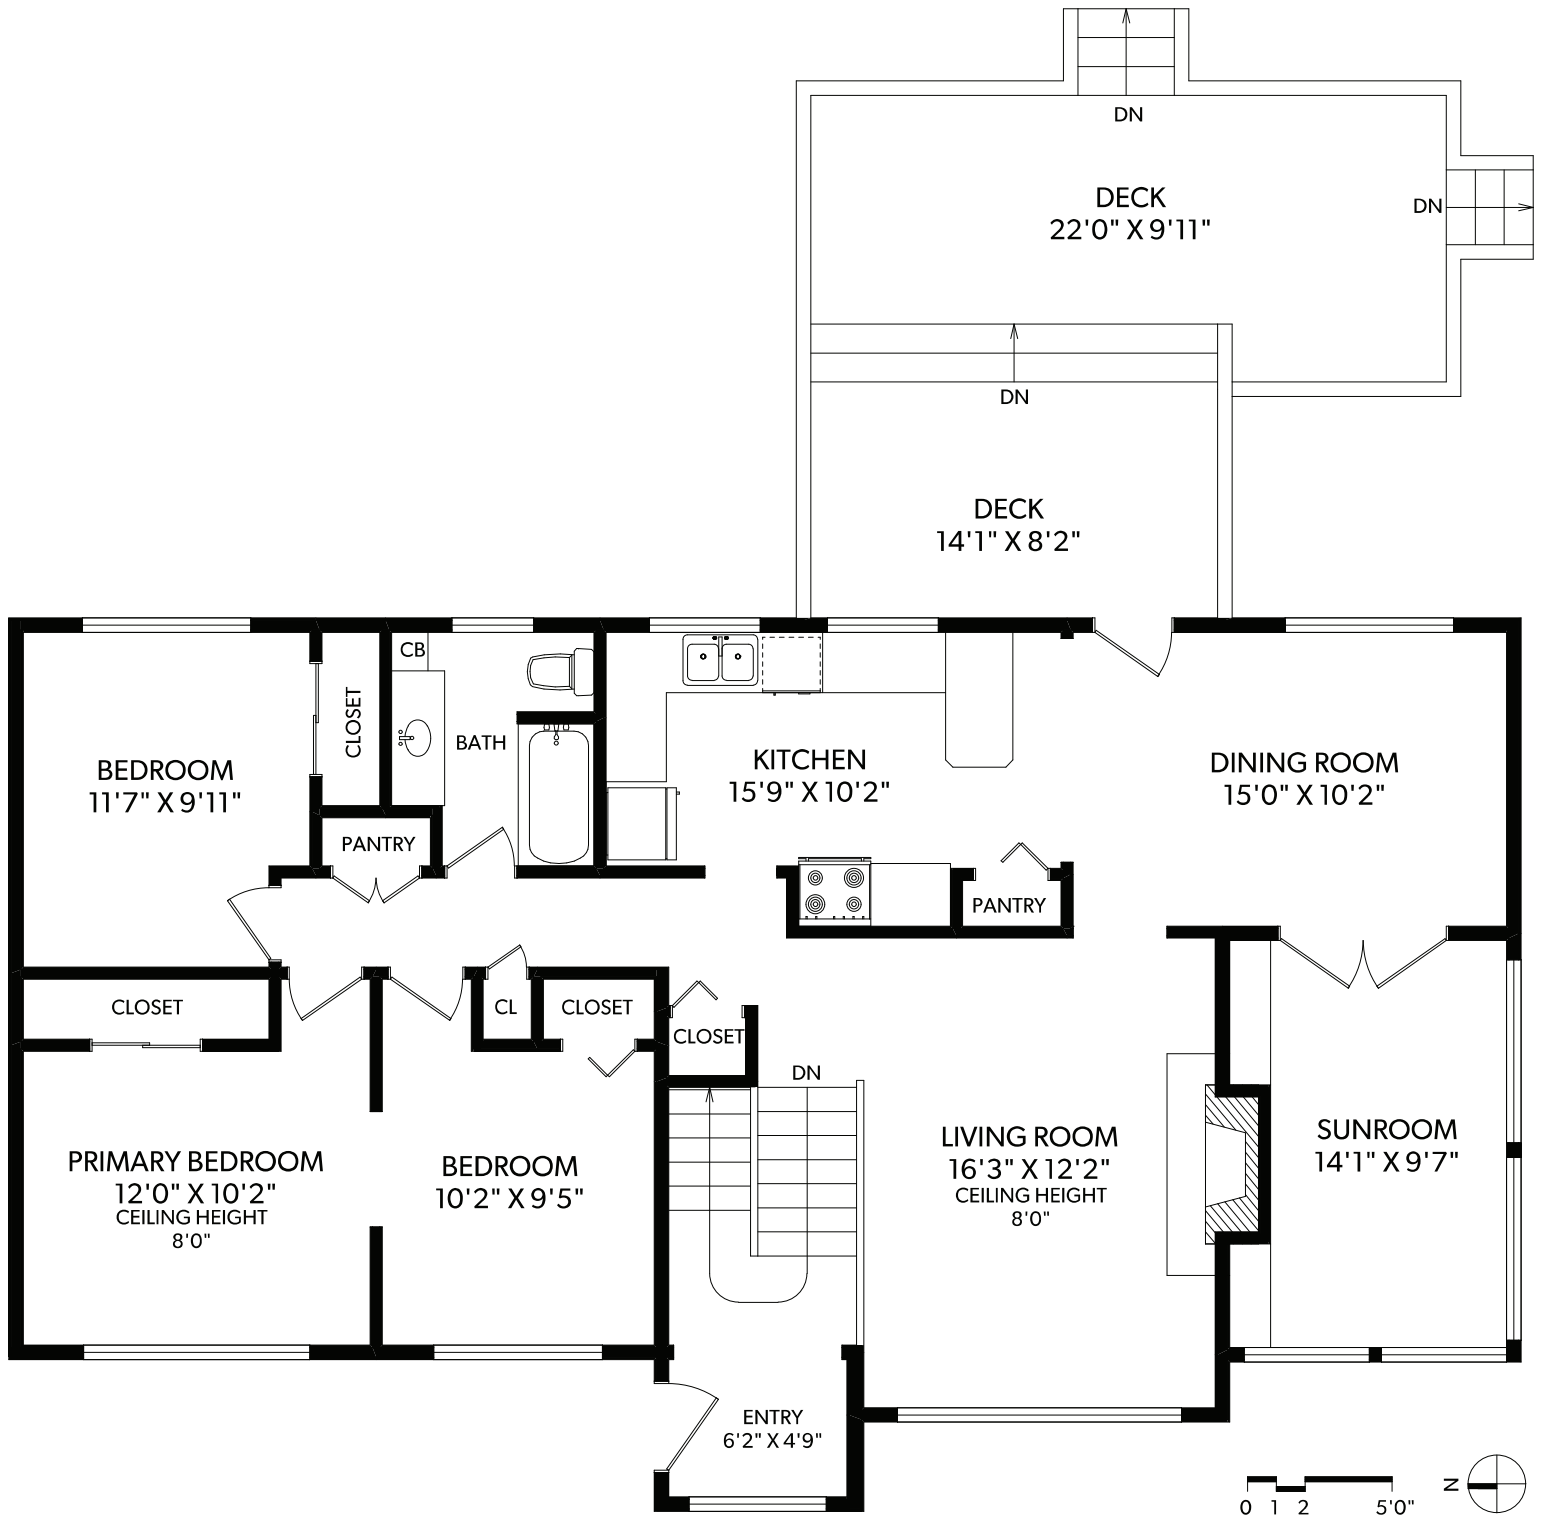 DN
DECK
22'0" X 9'11"
DN
DN
DECK
14'1" X 8'2"
CB
CLOSET
BATH
BEDROOM
11'7" X 9'11"
KITCHEN
15'9" X 10'2"
DINING ROOM
15'0" X 10'2"
PANTRY
PANTRY
CLOSET
CL
CLOSET
CLOSET
DN
PRIMARY BEDROOM
12'0" X 10'2"
CEILING HEIGHT
8'0"
BEDROOM
10'2" X 9'5"
LIVING ROOM
16'3" X 12'2"
CEILING HEIGHT
8'0"
SUNROOM
14'1" X 9'7"
ENTRY
6'2" X 4'9"
0 1 2 5'0"
N